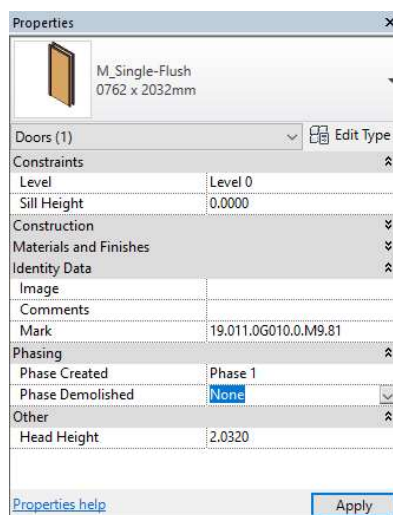 Properties
M_Single-Flush
0762 x 2032mm
Doors (1) Edit Type
Constraints
Level Level 0
Sill Height 0.0000
Construction
Materials and Finishes
Identity Data
Image
Comments
Mark 19.011.0G010.0.M9.81
Phasing
Phase Created Phase 1
Phase Demolished None
Other
Head Height 2.0320
Properties help Apply